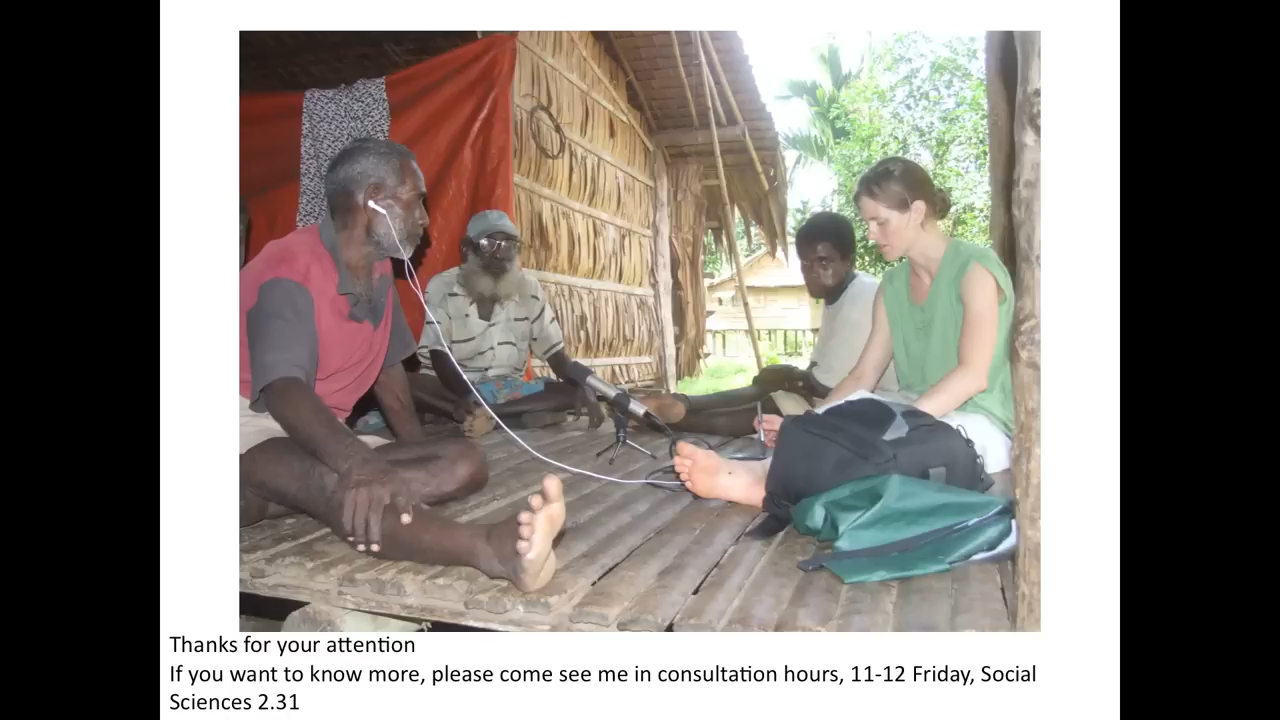 Thanks for your attention
If you want to know more, please come see me in consultation hours, 11-12 Friday, Social
Sciences 2.31